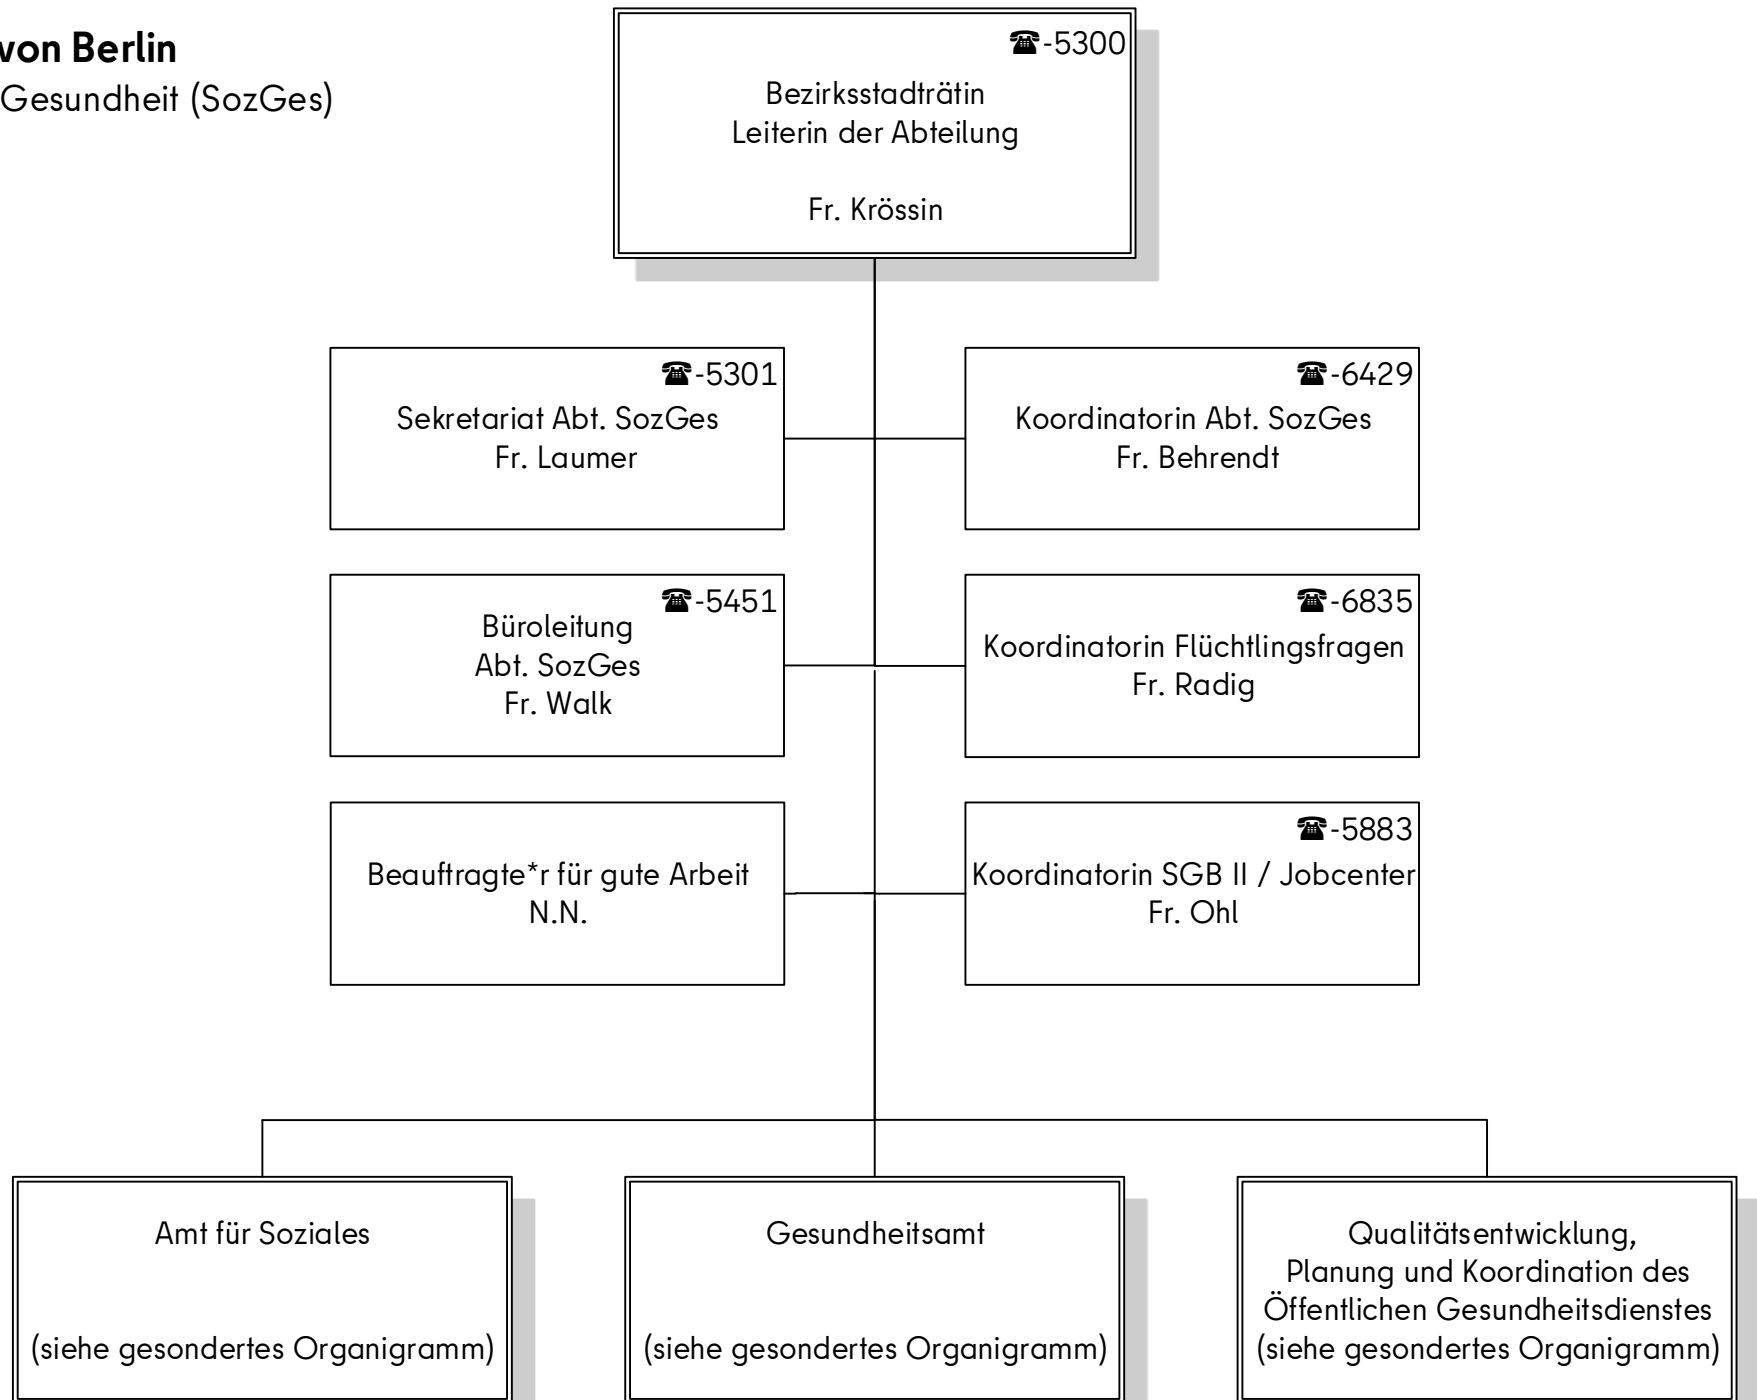 von Berlin
Gesundheit (SozGes)
☎-5300
Bezirksstadträtin
Leiterin der Abteilung
Fr. Krössin
☎-5301
Sekretariat Abt. SozGes
Fr. Laumer
☎-6429
Koordinatorin Abt. SozGes
Fr. Behrendt
☎-5451
Büroleitung
Abt. SozGes
Fr. Walk
☎-6835
Koordinatorin Flüchtlingsfragen
Fr. Radig
Beauftragte*r für gute Arbeit
N.N.
☎-5883
Koordinatorin SGB II / Jobcenter
Fr. Ohl
Amt für Soziales
(siehe gesondertes Organigramm)
Gesundheitsamt
(siehe gesondertes Organigramm)
Qualitätsentwicklung,
Planung und Koordination des
Öffentlichen Gesundheitsdienstes
(siehe gesondertes Organigramm)